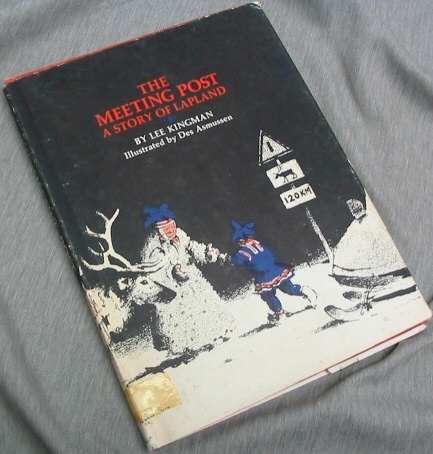 THE
MEETING POST
A STORY OF LAPLAND
BY LEE KINGMAN
Illustrated by Des Asmussen
120 KM